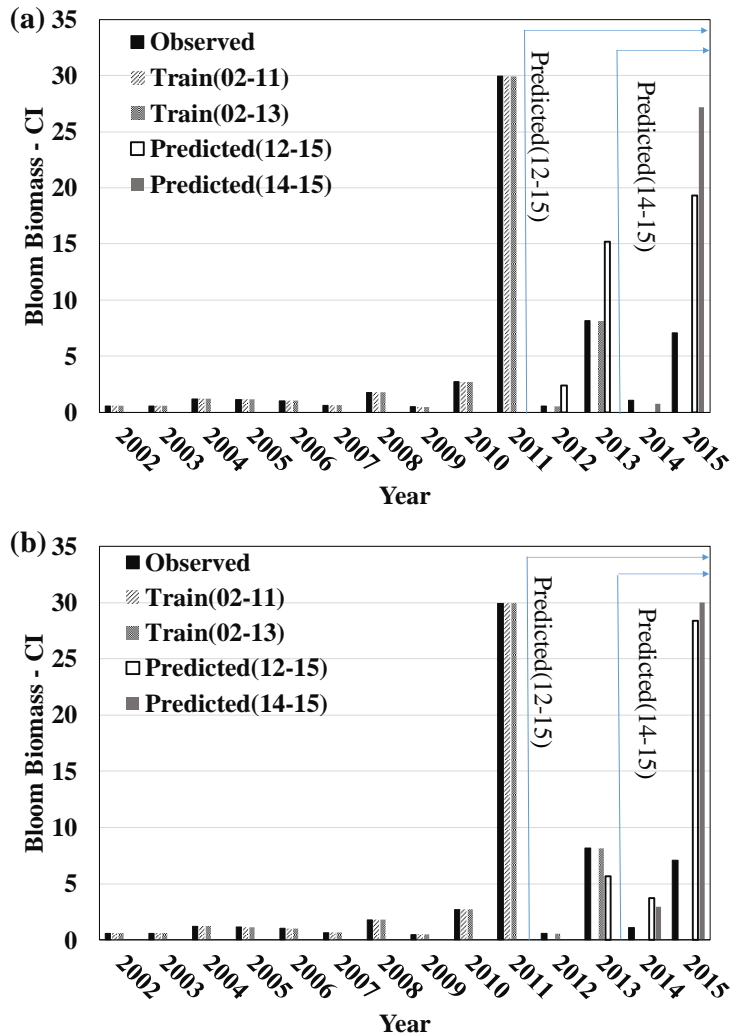 (a)
Bloom Biomass - CI
35
30
25
20
15
10
5
0
Observed
Train(02-11)
Train(02-13)
Predicted(12-15)
Predicted(14-15)
Predicted(12-15)
Predicted(14-15)
2002
2003
2004
2005
2006
2007
2008
2009
2010
2011
2012
2013
2014
2015
Year
(b)
Bloom Biomass - CI
35
30
25
20
15
10
5
0
Observed
Train(02-11)
Train(02-13)
Predicted(12-15)
Predicted(14-15)
Predicted(12-15)
Predicted(14-15)
2002
2003
2004
2005
2006
2007
2008
2009
2010
2011
2012
2013
2014
2015
Year